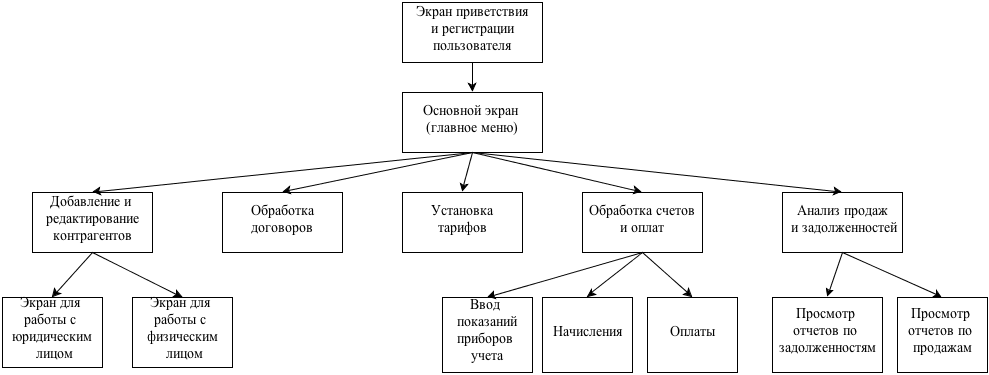 Экран приветствия
и регистрации
пользователя
Основной экран
(главное меню)
Добавление и
редактирование
контрагентов
Обработка
договоров
Установка
тарифов
Обработка счетов
и оплат
Анализ продаж
и задолженностей
Экран для
работы с
юридическим
лицом
Экран для
работы с
физическим
лицом
Ввод
показаний
приборов
учета
Начисления
Оплаты
Просмотр
отчетов по
задолженностям
Просмотр
отчетов по
продажам